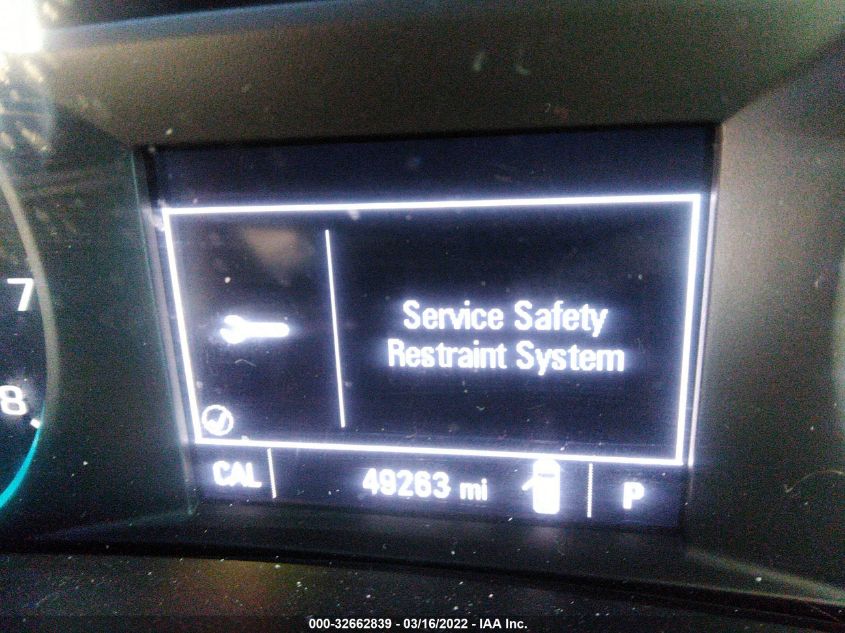 7
8
Service Safety
Restraint System
CAL
49263 mi
P
000-32662839 - 03/16/2022 - IAA Inc.